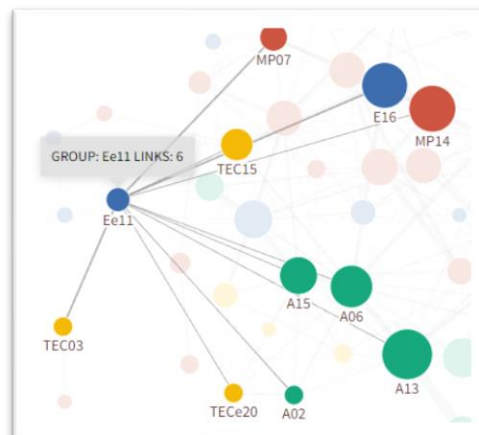 MP07
E16
MP14
GROUP: Ee11 LINKS: 6
TEC15
Ee11
A15
A06
TEC03
A13
TECe20
A02